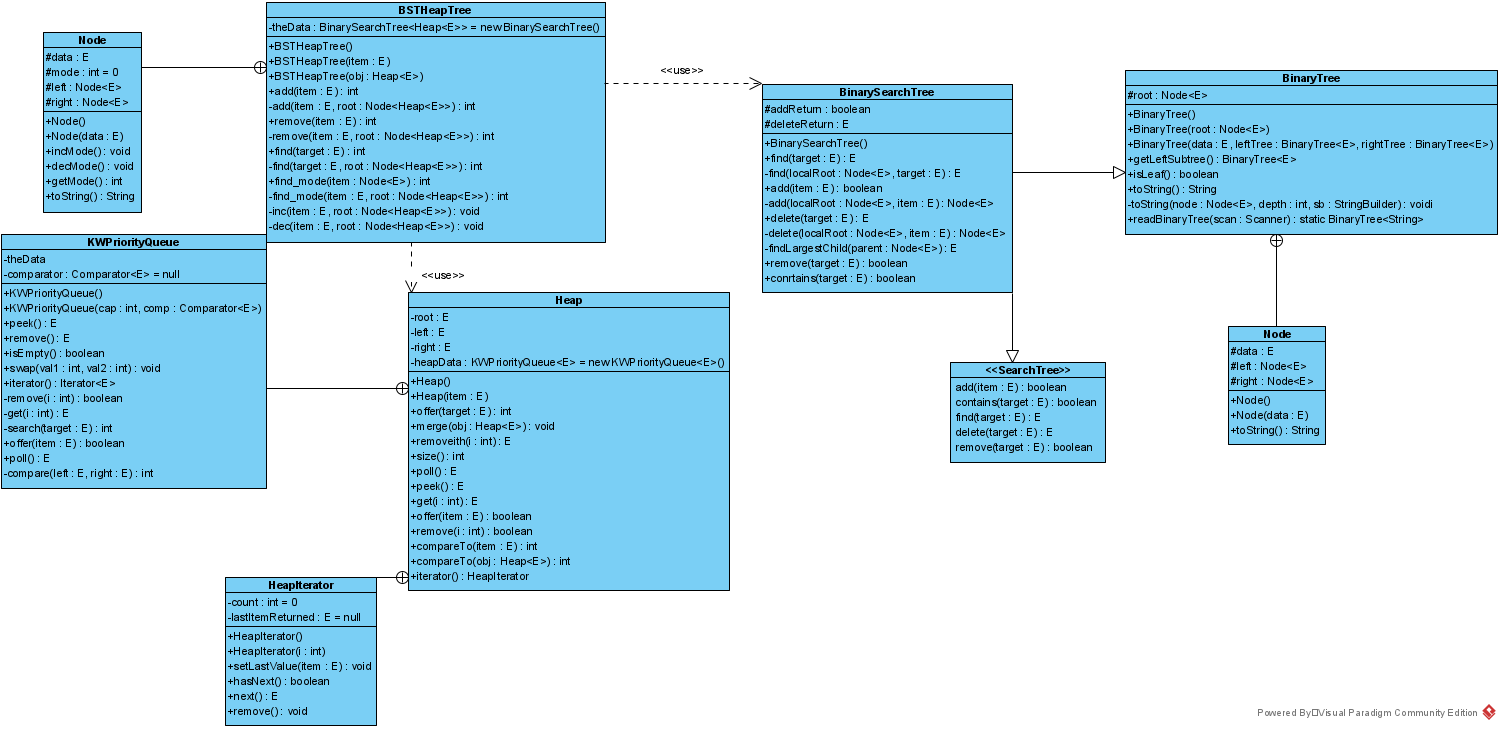 BSTHeapTree
-theData : BinarySearchTree<Heap<E>> = newBinarySearchTree()
+BSTHeapTree()
+BSTHeapTree(item : E)
+BSTHeapTree(obj : Heap<E>)
+add(item : E) : int
-add(item : E, root : Node<Heap<E>>) : int
+remove(item : E) : int
-remove(item : E, root : Node<Heap<E>>) : int
+find(target : E) : int
-find(target : E, root : Node<Heap<E>>) : int
+find_mode(item : Node<E>) : int
-find_mode(item : E, root : Node<Heap<E>>) : int
-inc(item : E, root : Node<Heap<E>>) : void
-dec(item : E, root : Node<Heap<E>>) : void
Node
#data : E
#mode : int = 0
#left : Node<E>
#right : Node<E>
+Node()
+Node(data : E)
+incMode() : void
+decMode() : void
+getMode() : int
+toString() : String
<<use>>
BinarySearchTree
#addReturn : boolean
#deleteReturn : E
+BinarySearchTree()
+find(target : E) : E
-find(localRoot : Node<E>, target : E) : E
+add(item : E) : boolean
-add(localRoot : Node<E>, item : E) : Node<E>
+delete(target : E) : E
-delete(localRoot : Node<E>, item : E) : Node<E>
-findLargestChild(parent : Node<E>) : E
+remove(target : E) : boolean
+conrtains(target : E) : boolean
BinaryTree
#root : Node<E>
+BinaryTree()
+BinaryTree(root : Node<E>)
+BinaryTree(data : E, leftTree : BinaryTree<E>, rightTree : BinaryTree<E>)
+getLeftSubtree() : BinaryTree<E>
+isLeaf() : boolean
+toString() : String
-toString(node : Node<E>, depth : int, sb : StringBuilder) : voidi
+readBinaryTree(scan : Scanner) : static BinaryTree<String>
KWPriorityQueue
-theData
-comparator : Comparator<E> = null
+KWPriorityQueue()
+KWPriorityQueue(cap : int, comp : Comparator<E>)
+peek() : E
+remove() : E
+isEmpty() : boolean
+swap(val1 : int, val2 : int) : void
+iterator() : Iterator<E>
-remove(i : int) : boolean
-get(i : int) : E
-search(target : E) : int
+offer(item : E) : boolean
+poll() : E
-compare(left : E, right : E) : int
<<use>>
Heap
-root : E
-left : E
-right : E
-heapData : KWPriorityQueue<E> = newKWPriorityQueue<E>()
+Heap()
+Heap(item : E)
+offer(target : E) : int
+merge(obj : Heap<E>) : void
+removeith(i : int) : E
+size() : int
+poll() : E
+peek() : E
+get(i : int) : E
+offer(item : E) : boolean
+remove(i : int) : boolean
+compareTo(item : E) : int
+compareTo(obj : Heap<E>) : int
+iterator() : HeapIterator
<<SearchTree>>
add(item : E) : boolean
contains(target : E) : boolean
find(target : E) : E
delete(target : E) : E
remove(target : E) : boolean
Node
#data : E
#left : Node<E>
#right : Node<E>
+Node()
+Node(data : E)
+toString() : String
HeapIterator
-count : int = 0
-lastItemReturned : E = null
+HeapIterator()
+HeapIterator(i : int)
+setLastValue(item : E) : void
+hasNext() : boolean
+next() : E
+remove() : void
Powered By□Visual Paradigm Community Edition